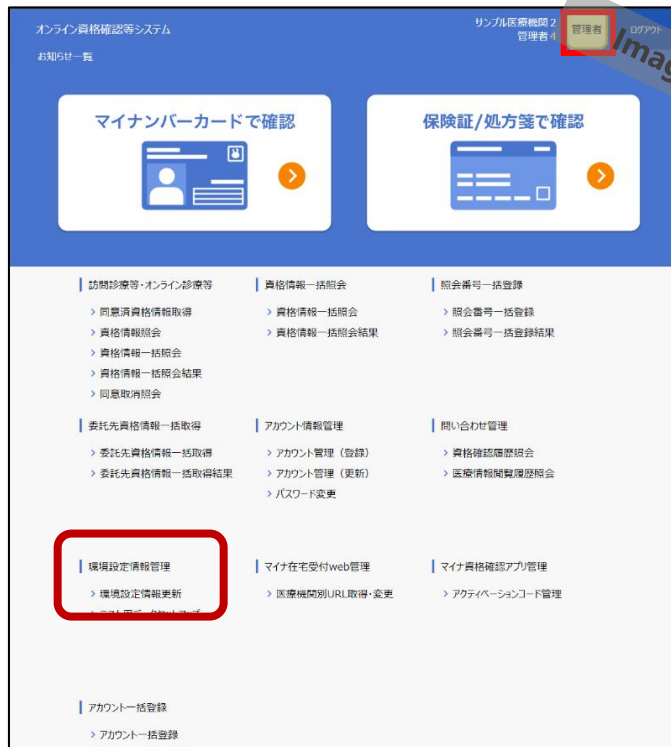 オンライン資格確認等システム
サンプル医療機関2
管理者4
管理者
ログアウト
お知らせ一覧
マイナンバーカードで確認
保険証/処方箋で確認
訪問診療等・オンライン診療等
同意済資格情報取得
資格情報照会
資格情報一括照会
資格情報一括照会結果
同意取消照会
資格情報一括照会
資格情報一括照会
資格情報一括照会結果
照会番号一括登録
照会番号一括登録
照会番号一括登録結果
委託先資格情報一括取得
委託先資格情報一括取得
委託先資格情報一括取得結果
アカウント情報管理
アカウント管理（登録）
アカウント管理（更新）
パスワード変更
問い合わせ管理
資格確認履歴照会
医療情報閲覧履歴照会
環境設定情報管理
環境設定情報更新
マイナ在宅受付web管理
医療機関別URL取得・変更
マイナ資格確認アプリ管理
アクティベーションコード管理
アカウント一括登録
アカウント一括登録